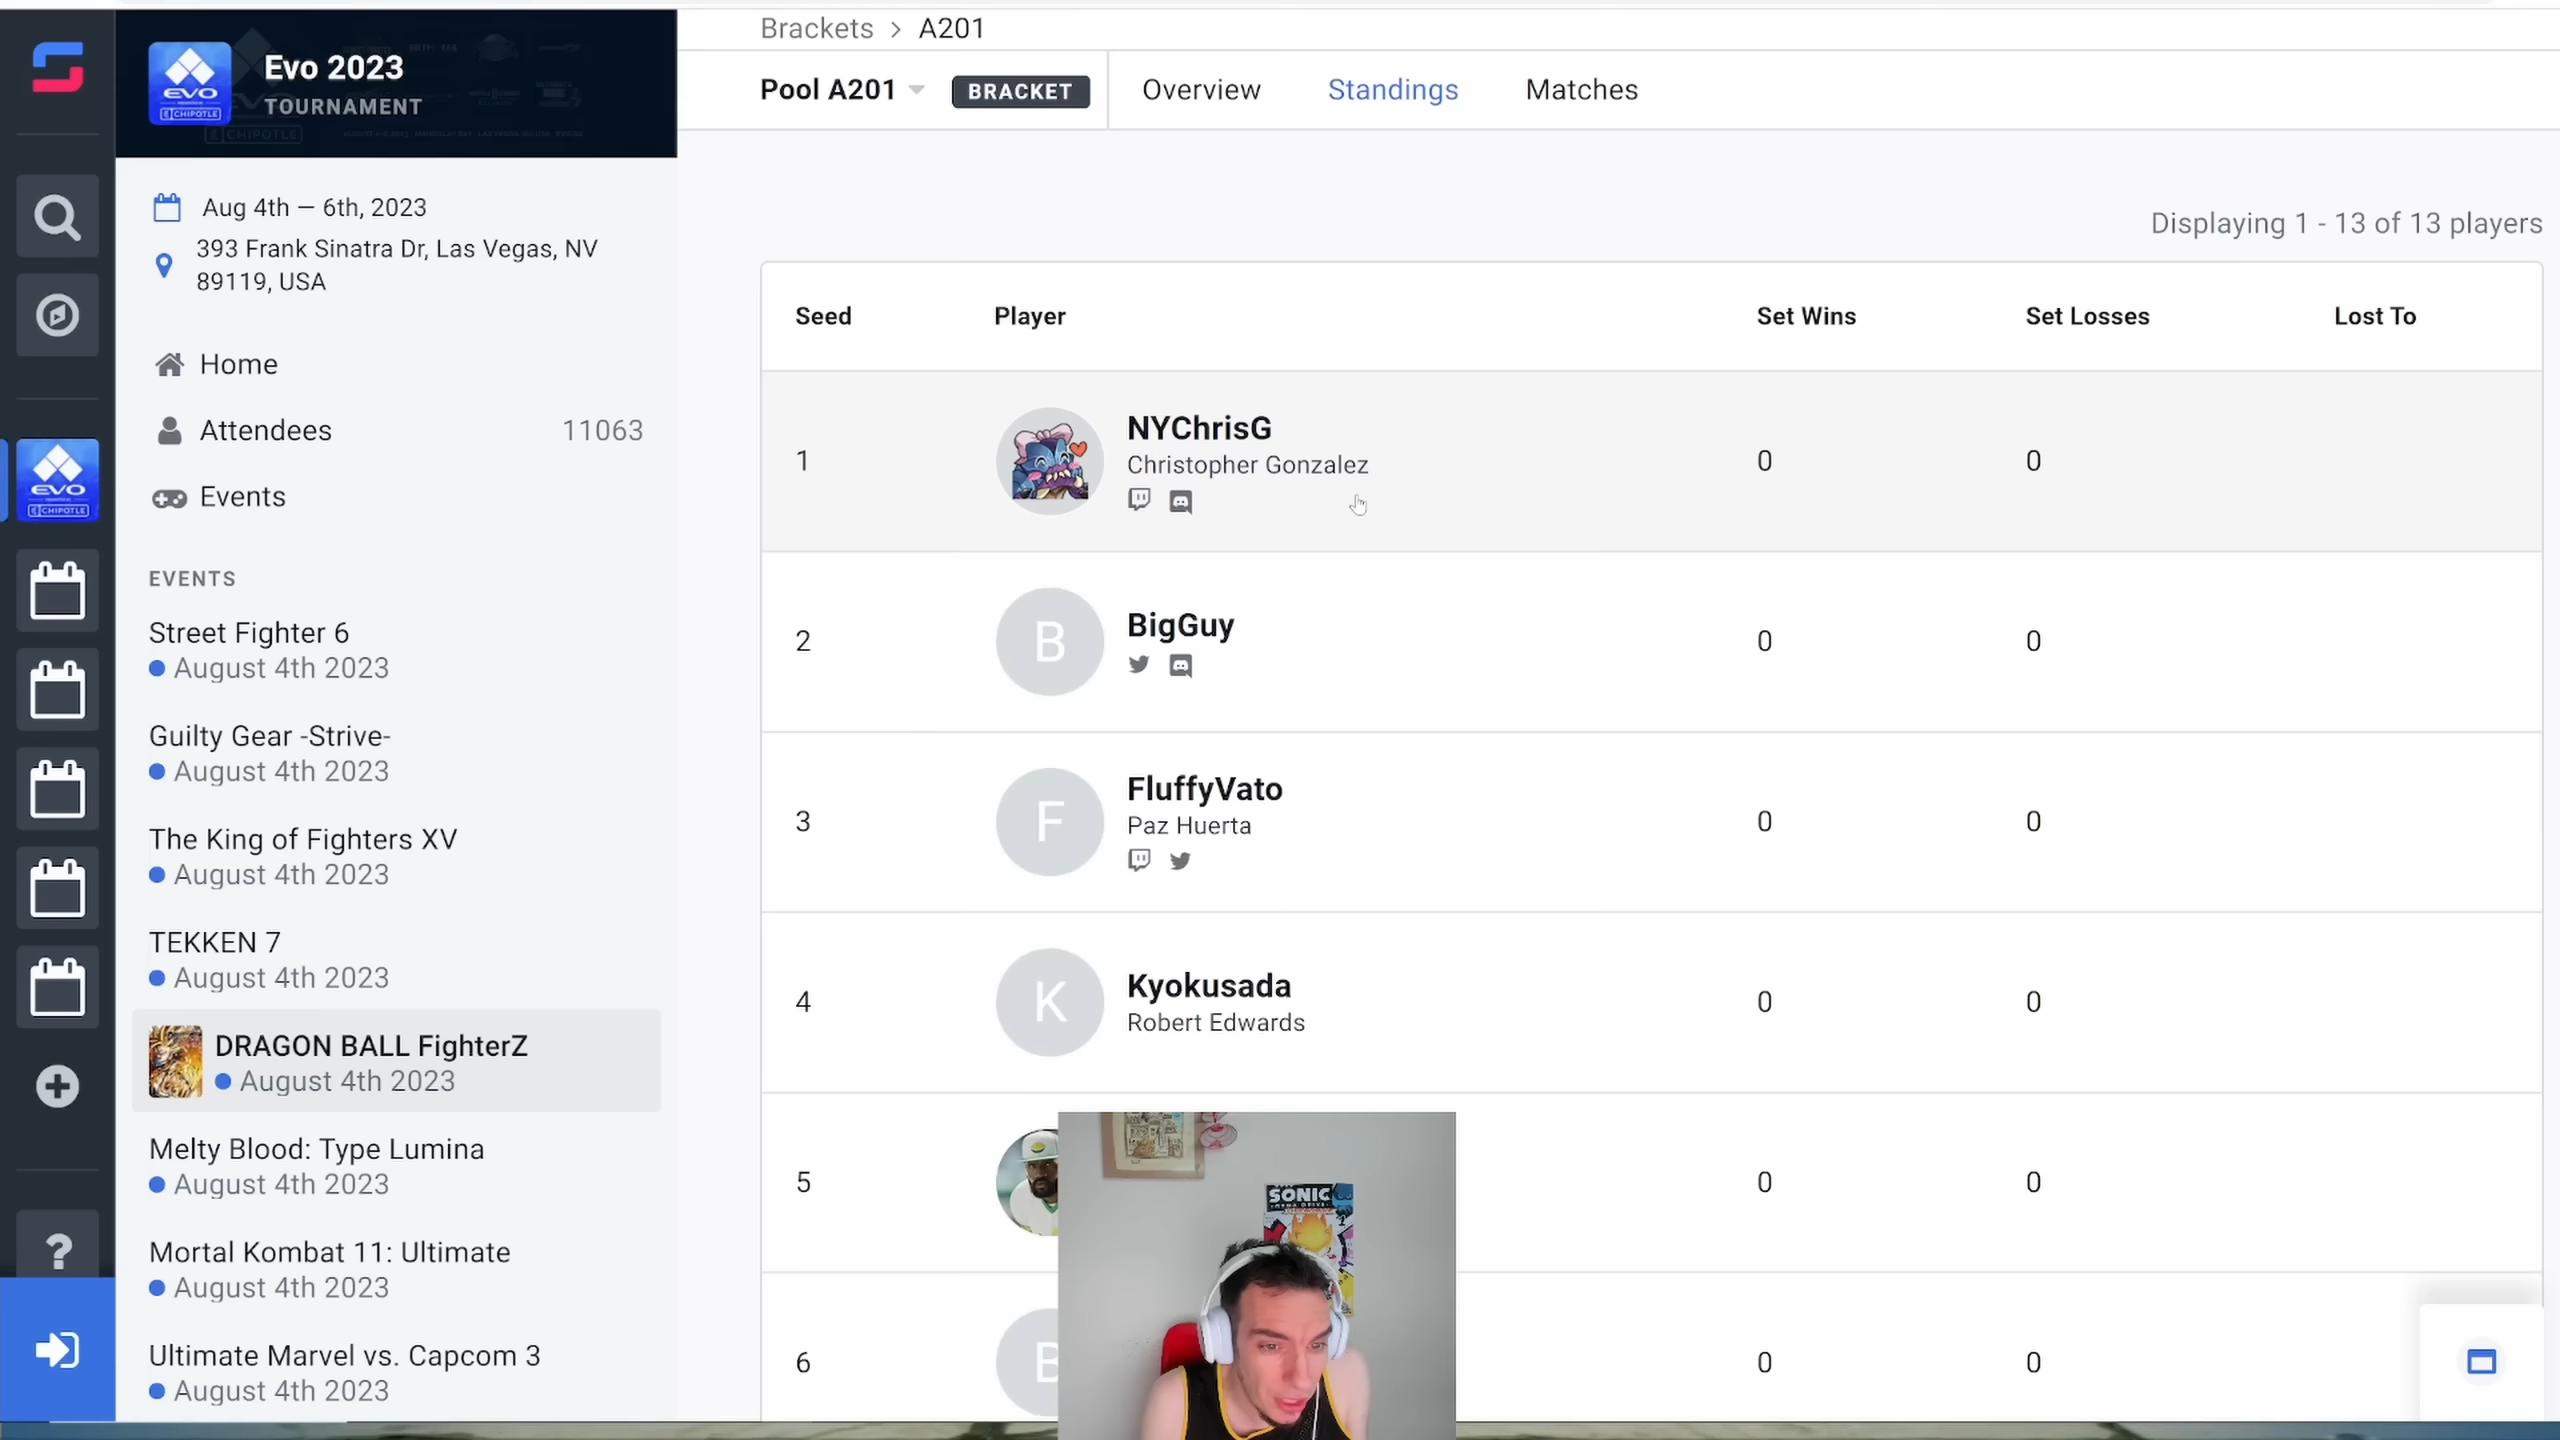 Evo 2023
TOURNAMENT
EVO
CHIPOTLE
Aug 4th — 6th, 2023
393 Frank Sinatra Dr, Las Vegas, NV
89119, USA
Home
Attendees 11063
Events
EVENTS
Street Fighter 6
August 4th 2023
Guilty Gear -Strive-
August 4th 2023
The King of Fighters XV
August 4th 2023
TEKKEN 7
August 4th 2023
DRAGON BALL FighterZ
August 4th 2023
Melty Blood: Type Lumina
August 4th 2023
Mortal Kombat 11: Ultimate
August 4th 2023
Ultimate Marvel vs. Capcom 3
August 4th 2023
EVO
CHIPOTLE
Brackets > A201
Pool A201 BRACKET Overview Standings Matches
Displaying 1 - 13 of 13 players
Seed Player Set Wins Set Losses Lost To
1 NYChrisG 0 0
Christopher Gonzalez
2 B BigGuy 0 0
3 F FluffyVato 0 0
Paz Huerta
4 K Kyokusada 0 0
Robert Edwards
5 0 0
6 0 0
SONIC